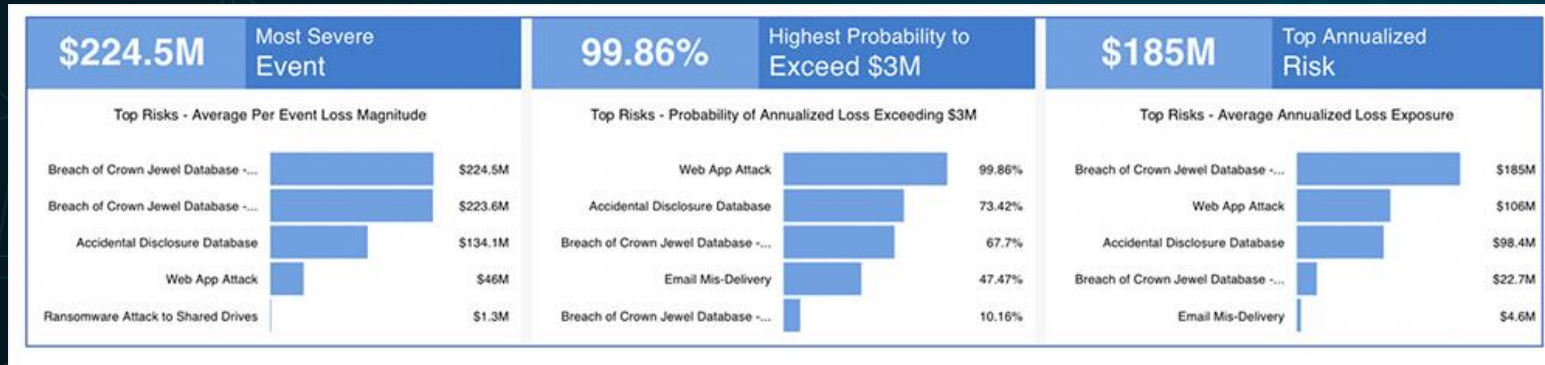 $224.5M
Most Severe
Event
Top Risks - Average Per Event Loss Magnitude
Breach of Crown Jewel Database -... $224.5M
Breach of Crown Jewel Database -... $223.6M
Accidental Disclosure Database $134.1M
Web App Attack $46M
Ransomware Attack to Shared Drives $1.3M
99.86%
Highest Probability to
Exceed $3M
Top Risks - Probability of Annualized Loss Exceeding $3M
Web App Attack 99.86%
Accidental Disclosure Database 73.42%
Breach of Crown Jewel Database -... 67.7%
Email Mis-Delivery 47.47%
Breach of Crown Jewel Database -... 10.16%
$185M
Top Annualized
Risk
Top Risks - Average Annualized Loss Exposure
Breach of Crown Jewel Database -... $185M
Web App Attack $106M
Accidental Disclosure Database $98.4M
Breach of Crown Jewel Database -... $22.7M
Email Mis-Delivery $4.6M